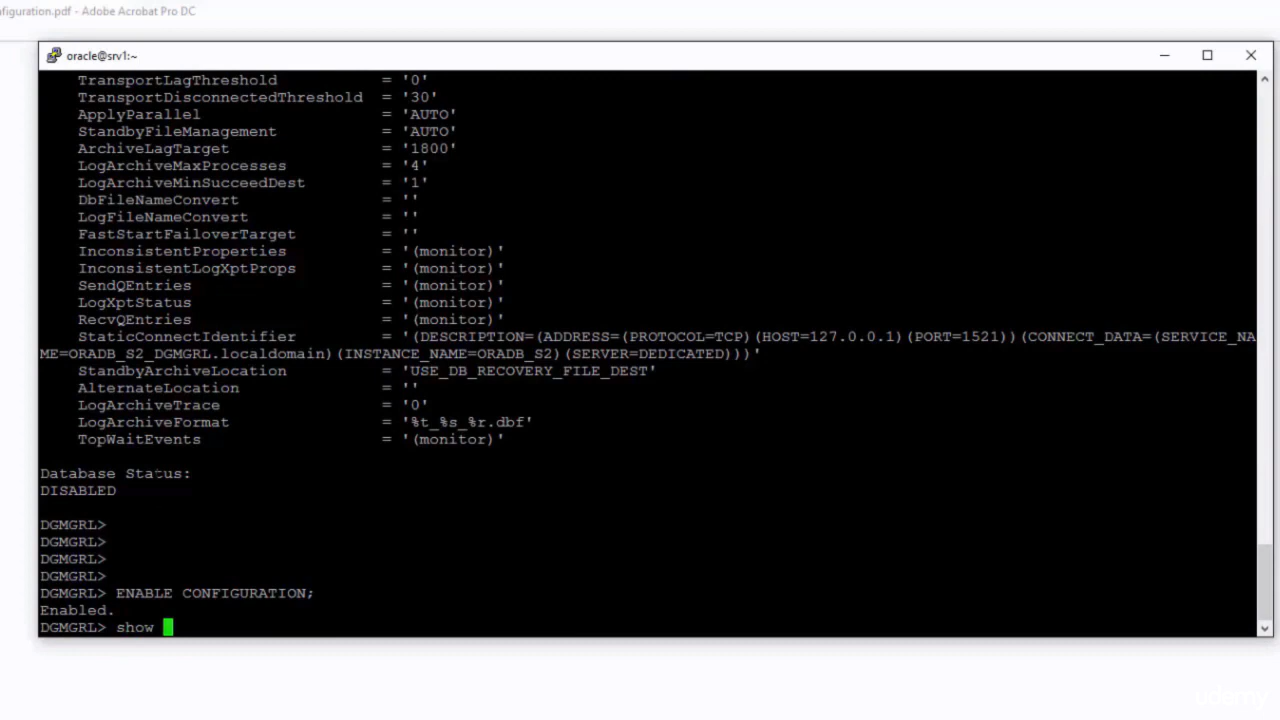 nfiguration.pdf - Adobe Acrobat Pro DC
oracle@srv1:~
TransportLagThreshold = '0'
TransportDisconnectedThreshold = '30'
ApplyParallel = 'AUTO'
StandbyFileManagement = 'AUTO'
ArchiveLagTarget = '1800'
LogArchiveMaxProcesses = '4'
LogArchiveMinSucceedDest = '1'
DbFileNameConvert = ''
LogFileNameConvert = ''
FastStartFailoverTarget = ''
InconsistentProperties = '(monitor)'
InconsistentLogXptProps = '(monitor)'
SendQEntries = '(monitor)'
LogXptStatus = '(monitor)'
RecvQEntries = '(monitor)'
StaticConnectIdentifier = '(DESCRIPTION=(ADDRESS=(PROTOCOL=TCP)(HOST=127.0.0.1)(PORT=1521))(CONNECT_DATA=(SERVICE_NA
ME=ORADB_S2_DGMGRL.localdomain)(INSTANCE_NAME=ORADB_S2)(SERVER=DEDICATED)))'
StandbyArchiveLocation = 'USE_DB_RECOVERY_FILE_DEST'
AlternateLocation = ''
LogArchiveTrace = '0'
LogArchiveFormat = '%t_%s_%r.dbf'
TopWaitEvents = '(monitor)'
Database Status:
DISABLED
DGMGRL>
DGMGRL>
DGMGRL>
DGMGRL>
DGMGRL> ENABLE CONFIGURATION;
Enabled.
DGMGRL> show
udemy